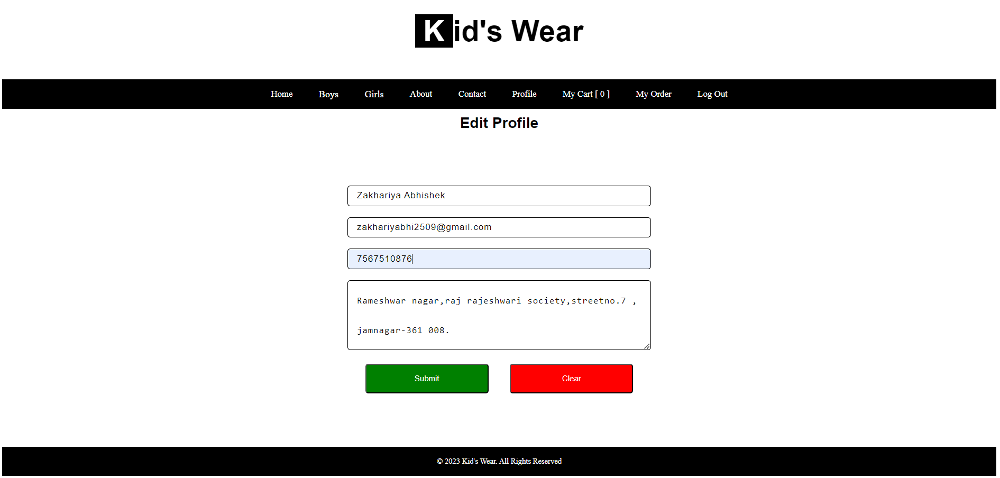 Kid's Wear
Home Boys Girls About Contact Profile My Cart [ 0 ] My Order Log Out
Edit Profile
Zakhariya Abhishek
zakhariyabhi2509@gmail.com
7567510876
Rameshwar nagar,raj rajeshwari society,streetno.7 ,
jamnagar-361 008.
Submit Clear
© 2023 Kid's Wear. All Rights Reserved